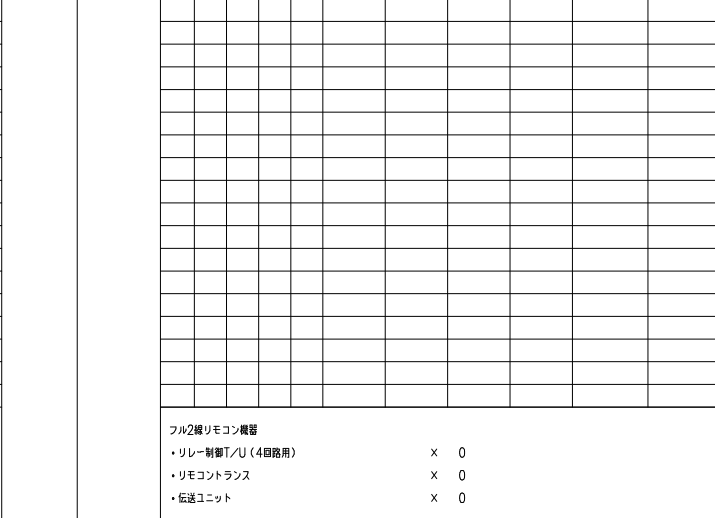 フル2線リモコン機器
・リレー制御T/U(4回路用) × 0
・リモコントランス × 0
・伝送ユニット × 0